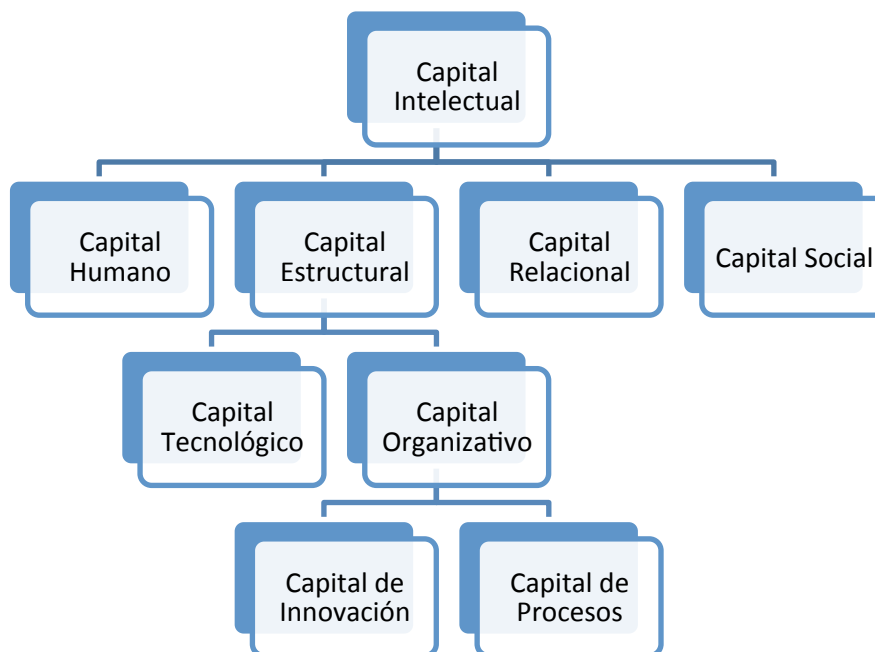 Capital
Intelectual
Capital
Humano
Capital
Estructural
Capital
Relacional
Capital Social
Capital
Tecnológico
Capital
Organizativo
Capital de
Innovación
Capital de
Procesos